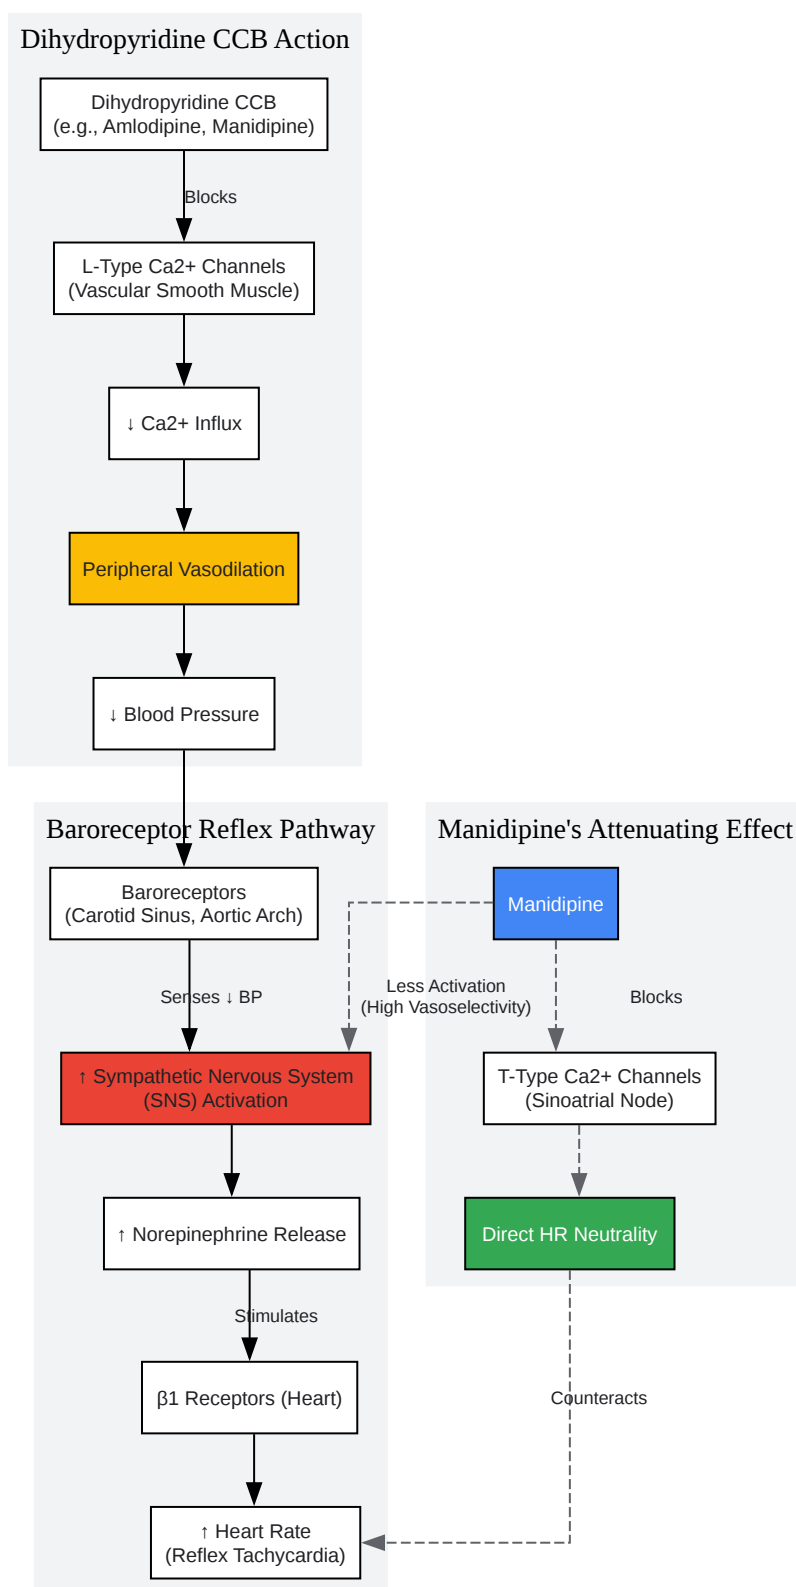 Dihydropyridine CCB Action
Dihydropyridine CCB
(e.g., Amlodipine, Manidipine)
Blocks
L-Type Ca2+ Channels
(Vascular Smooth Muscle)
↓ Ca2+ Influx
Peripheral Vasodilation
↓ Blood Pressure
Baroreceptor Reflex Pathway
Baroreceptors
(Carotid Sinus, Aortic Arch)
Senses ↓ BP
↑ Sympathetic Nervous System
(SNS) Activation
↑ Norepinephrine Release
Stimulates
β1 Receptors (Heart)
↑ Heart Rate
(Reflex Tachycardia)
Manidipine's Attenuating Effect
Manidipine
Less Activation
(High Vasoselectivity)
Blocks
T-Type Ca2+ Channels
(Sinoatrial Node)
Direct HR Neutrality
Counteracts